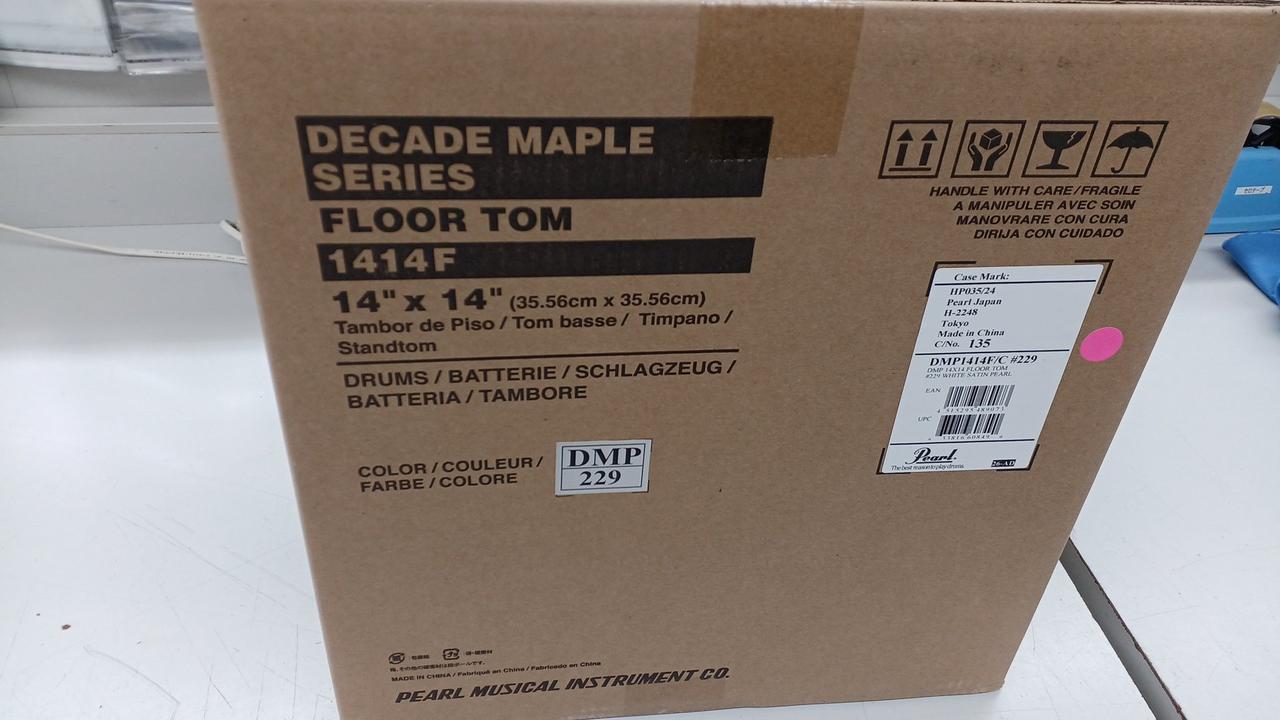 DECADE MAPLE
SERIES
FLOOR TOM
1414F
14" x 14" (35.56cm x 35.56cm)
Tambor de Piso / Tom basse / Timpano /
Standtom
DRUMS / BATTERIE / SCHLAGZEUG /
BATTERIA / TAMBORE
COLOR / COULEUR /
FARBE / COLORE
DMP
229
HANDLE WITH CARE/FRAGILE
A MANIPULER AVEC SOIN
MANOVRARE CON CURA
DIRIJA CON CUIDADO
Case Mark:
HP035/24
Pearl Japan
H-2248
Tokyo
Made in China
C/No. 135
DMP1414F/C #229
DMP 14X14 FLOOR TOM
#229 WHITE SATIN PEARL
EAN
4 515295 489073
UPC
Pearl.
The best reason to play drums.
26-AD
MADE IN CHINA / Fabriqué en Chine / Fabricado en China
PEARL MUSICAL INSTRUMENT CO.